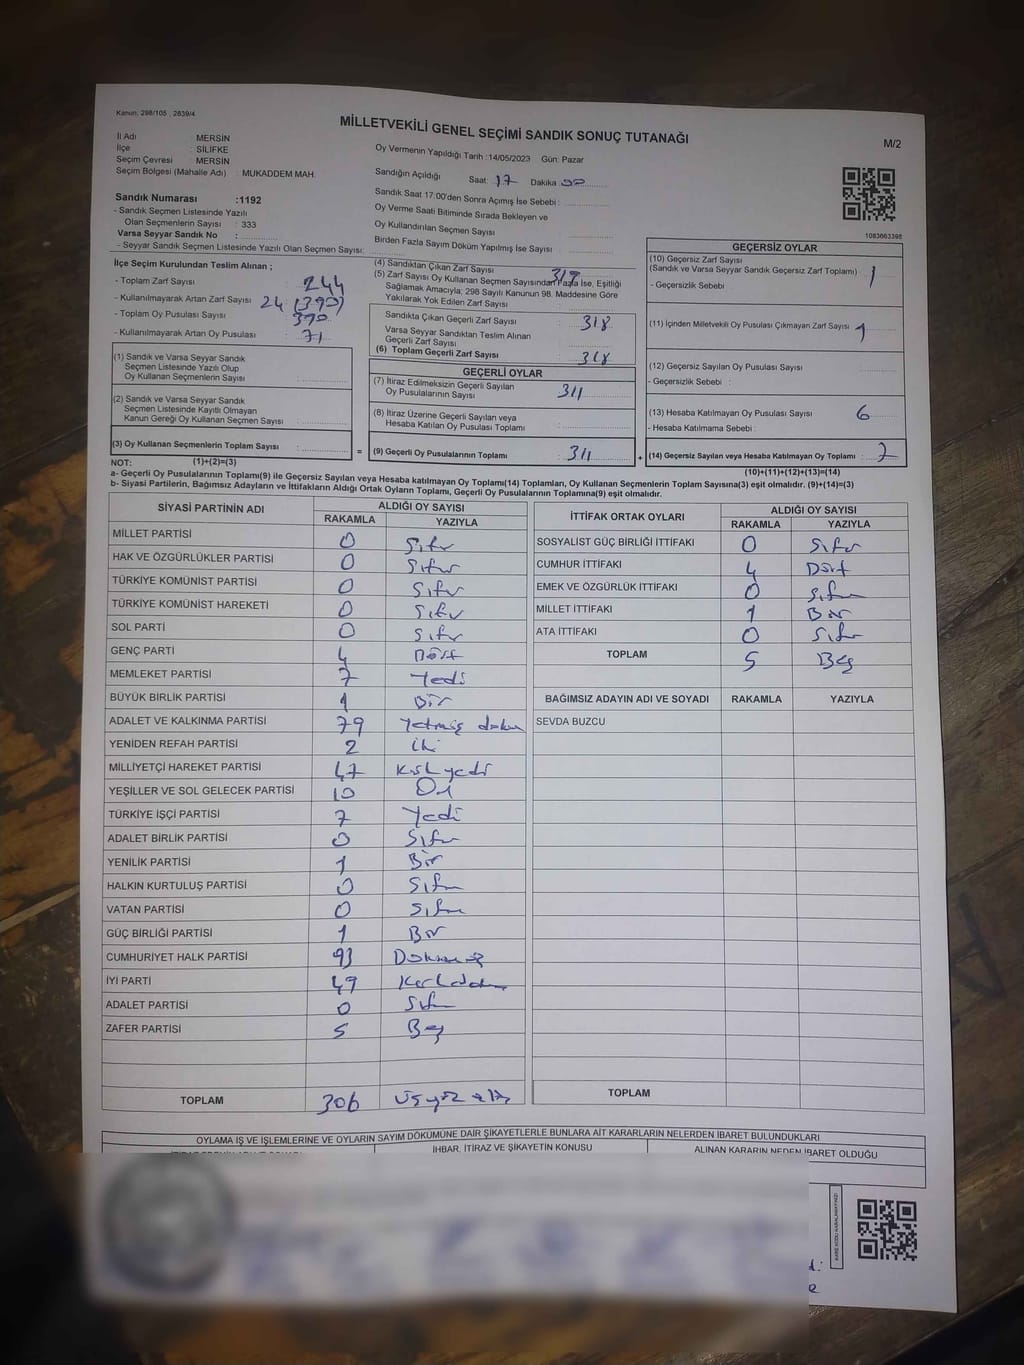 Kanun: 298/105 , 2839/4
MİLLETVEKİLİ GENEL SEÇİMİ SANDIK SONUÇ TUTANAĞI
M/2
İl Adı MERSİN
İlçe SİLİFKE
Seçim Çevresi : MERSİN
Seçim Bölgesi (Mahalle Adı) : MUKADDEM MAH.
Sandık Numarası :1192
- Sandık Seçmen Listesinde Yazılı
Olan Seçmenlerin Sayısı : 333
Varsa Seyyar Sandık No :
- Seyyar Sandık Seçmen Listesinde Yazılı Olan Seçmen Sayısı:
Oy Vermenin Yapıldığı Tarih :14/05/2023 Gün: Pazar
Sandığın Açıldığı Saat: 17 Dakika 00
Sandık Saat 17:00'den Sonra Açmış İse Sebebi :
Oy Verme Saati Bitiminde Sırada Bekleyen ve
Oy Kullandırılan Seçmen Sayısı
Birden Fazla Sayım Döküm Yapılmış İse Sayısı
1083663398
İlçe Seçim Kurulundan Teslim Alınan ;
- Toplam Zarf Sayısı : 244
- Kullanılmayarak Artan Zarf Sayısı 24 (390)
- Toplam Oy Pusulası Sayısı : 390
- Kullanılmayarak Artan Oy Pusulası : 71
(1) Sandık ve Varsa Seyyar Sandık
Seçmen Listesinde Yazılı Olup
Oy Kullanan Seçmenlerin Sayısı :
(2) Sandık ve Varsa Seyyar Sandık
Seçmen Listesinde Kayıtlı Olmayan
Kanun Gereği Oy Kullanan Seçmen Sayısı :
(3) Oy Kullanan Seçmenlerin Toplam Sayısı :
(4) Sandıktan Çıkan Zarf Sayısı 319
(5) Zarf Sayısı Oy Kullanan Seçmen Sayısından Fazla İse, Eşitliği
Sağlamak Amacıyla; 298 Sayılı Kanunun 98. Maddesine Göre
Yakılarak Yok Edilen Zarf Sayısı :
Sandıkta Çıkan Geçerli Zarf Sayısı : 318
Varsa Seyyar Sandıktan Teslim Alınan
Geçerli Zarf Sayısı :
(6) Toplam Geçerli Zarf Sayısı 318
GEÇERLİ OYLAR
(7) İtiraz Edilmeksizin Geçerli Sayılan
Oy Pusulalarının Sayısı : 311
(8) İtiraz Üzerine Geçerli Sayılan veya
Hesaba Katılan Oy Pusulası Toplamı
= (9) Geçerli Oy Pusulalarının Toplamı : 311
GEÇERSİZ OYLAR
(10) Geçersiz Zarf Sayısı
(Sandık ve Varsa Seyyar Sandık Geçersiz Zarf Toplamı) : 1
- Geçersizlik Sebebi :
(11) İçinden Milletvekili Oy Pusulası Çıkmayan Zarf Sayısı : 1
(12) Geçersiz Sayılan Oy Pusulası Sayısı
- Geçersizlik Sebebi :
(13) Hesaba Katılmayan Oy Pusulası Sayısı : 6
- Hesaba Katılmama Sebebi :
+ (14) Geçersiz Sayılan veya Hesaba Katılmayan Oy Toplamı : 7
NOT: (1)+(2)=(3)
(10)+(11)+(12)+(13)=(14)
a- Geçerli Oy Pusulalarının Toplamı(9) ile Geçersiz Sayılan veya Hesaba katılmayan Oy Toplamı(14) Toplamları, Oy Kullanan Seçmenlerin Toplam Sayısına(3) eşit olmalıdır. (9)+(14)=(3)
b- Siyasi Partilerin, Bağımsız Adayların ve İttifakların Aldığı Ortak Oyların Toplamı, Geçerli Oy Pusulalarının Toplamına(9) eşit olmalıdır.
SİYASİ PARTİNİN ADI ALDIĞI OY SAYISI
RAKAMLA YAZIYLA
MİLLET PARTİSİ 0 Sıfır
HAK VE ÖZGÜRLÜKLER PARTİSİ 0 Sıfır
TÜRKİYE KOMÜNİST PARTİSİ 0 Sıfır
TÜRKİYE KOMÜNİST HAREKETİ 0 Sıfır
SOL PARTİ 0 Sıfır
GENÇ PARTİ 4 Dört
MEMLEKET PARTİSİ 7 Yedi
BÜYÜK BİRLİK PARTİSİ 1 Bir
ADALET VE KALKINMA PARTİSİ 79 Yetmiş dokuz
YENİDEN REFAH PARTİSİ 2 iki
MİLLİYETÇİ HAREKET PARTİSİ 47 Kırk yedi
YEŞİLLER VE SOL GELECEK PARTİSİ 10 On
TÜRKİYE İŞÇİ PARTİSİ 7 Yedi
ADALET BİRLİK PARTİSİ 0 Sıfır
YENİLİK PARTİSİ 1 Bir
HALKIN KURTULUŞ PARTİSİ 0 Sıfır
VATAN PARTİSİ 0 Sıfır
GÜÇ BİRLİĞİ PARTİSİ 1 Bir
CUMHURİYET HALK PARTİSİ 93
İYİ PARTİ 49
ADALET PARTİSİ 0 Sıfır
ZAFER PARTİSİ 5 Beş
TOPLAM 306 üçyüz altı
İTTİFAK ORTAK OYLARI ALDIĞI OY SAYISI
RAKAMLA YAZIYLA
SOSYALİST GÜÇ BİRLİĞİ İTTİFAKI 0 Sıfır
CUMHUR İTTİFAKI 4 Dört
EMEK VE ÖZGÜRLÜK İTTİFAKI 0 Sıfır
MİLLET İTTİFAKI 1 Bir
ATA İTTİFAKI 0 Sıfır
TOPLAM 5 Beş
BAĞIMSIZ ADAYIN ADI VE SOYADI RAKAMLA YAZIYLA
SEVDA BUZCU
TOPLAM
OYLAMA İŞ VE İŞLEMLERİNE VE OYLARIN SAYIM DÖKÜMÜNE DAİR ŞİKAYETLERLE BUNLARA AİT KARARLARIN NELERDEN İBARET BULUNDUKLARI
İHBAR, İTİRAZ VE ŞİKAYETİN KONUSU
ALINAN KARARIN NEDEN İBARET OLDUĞU
KARE KODU KARALAMAYINIZ!